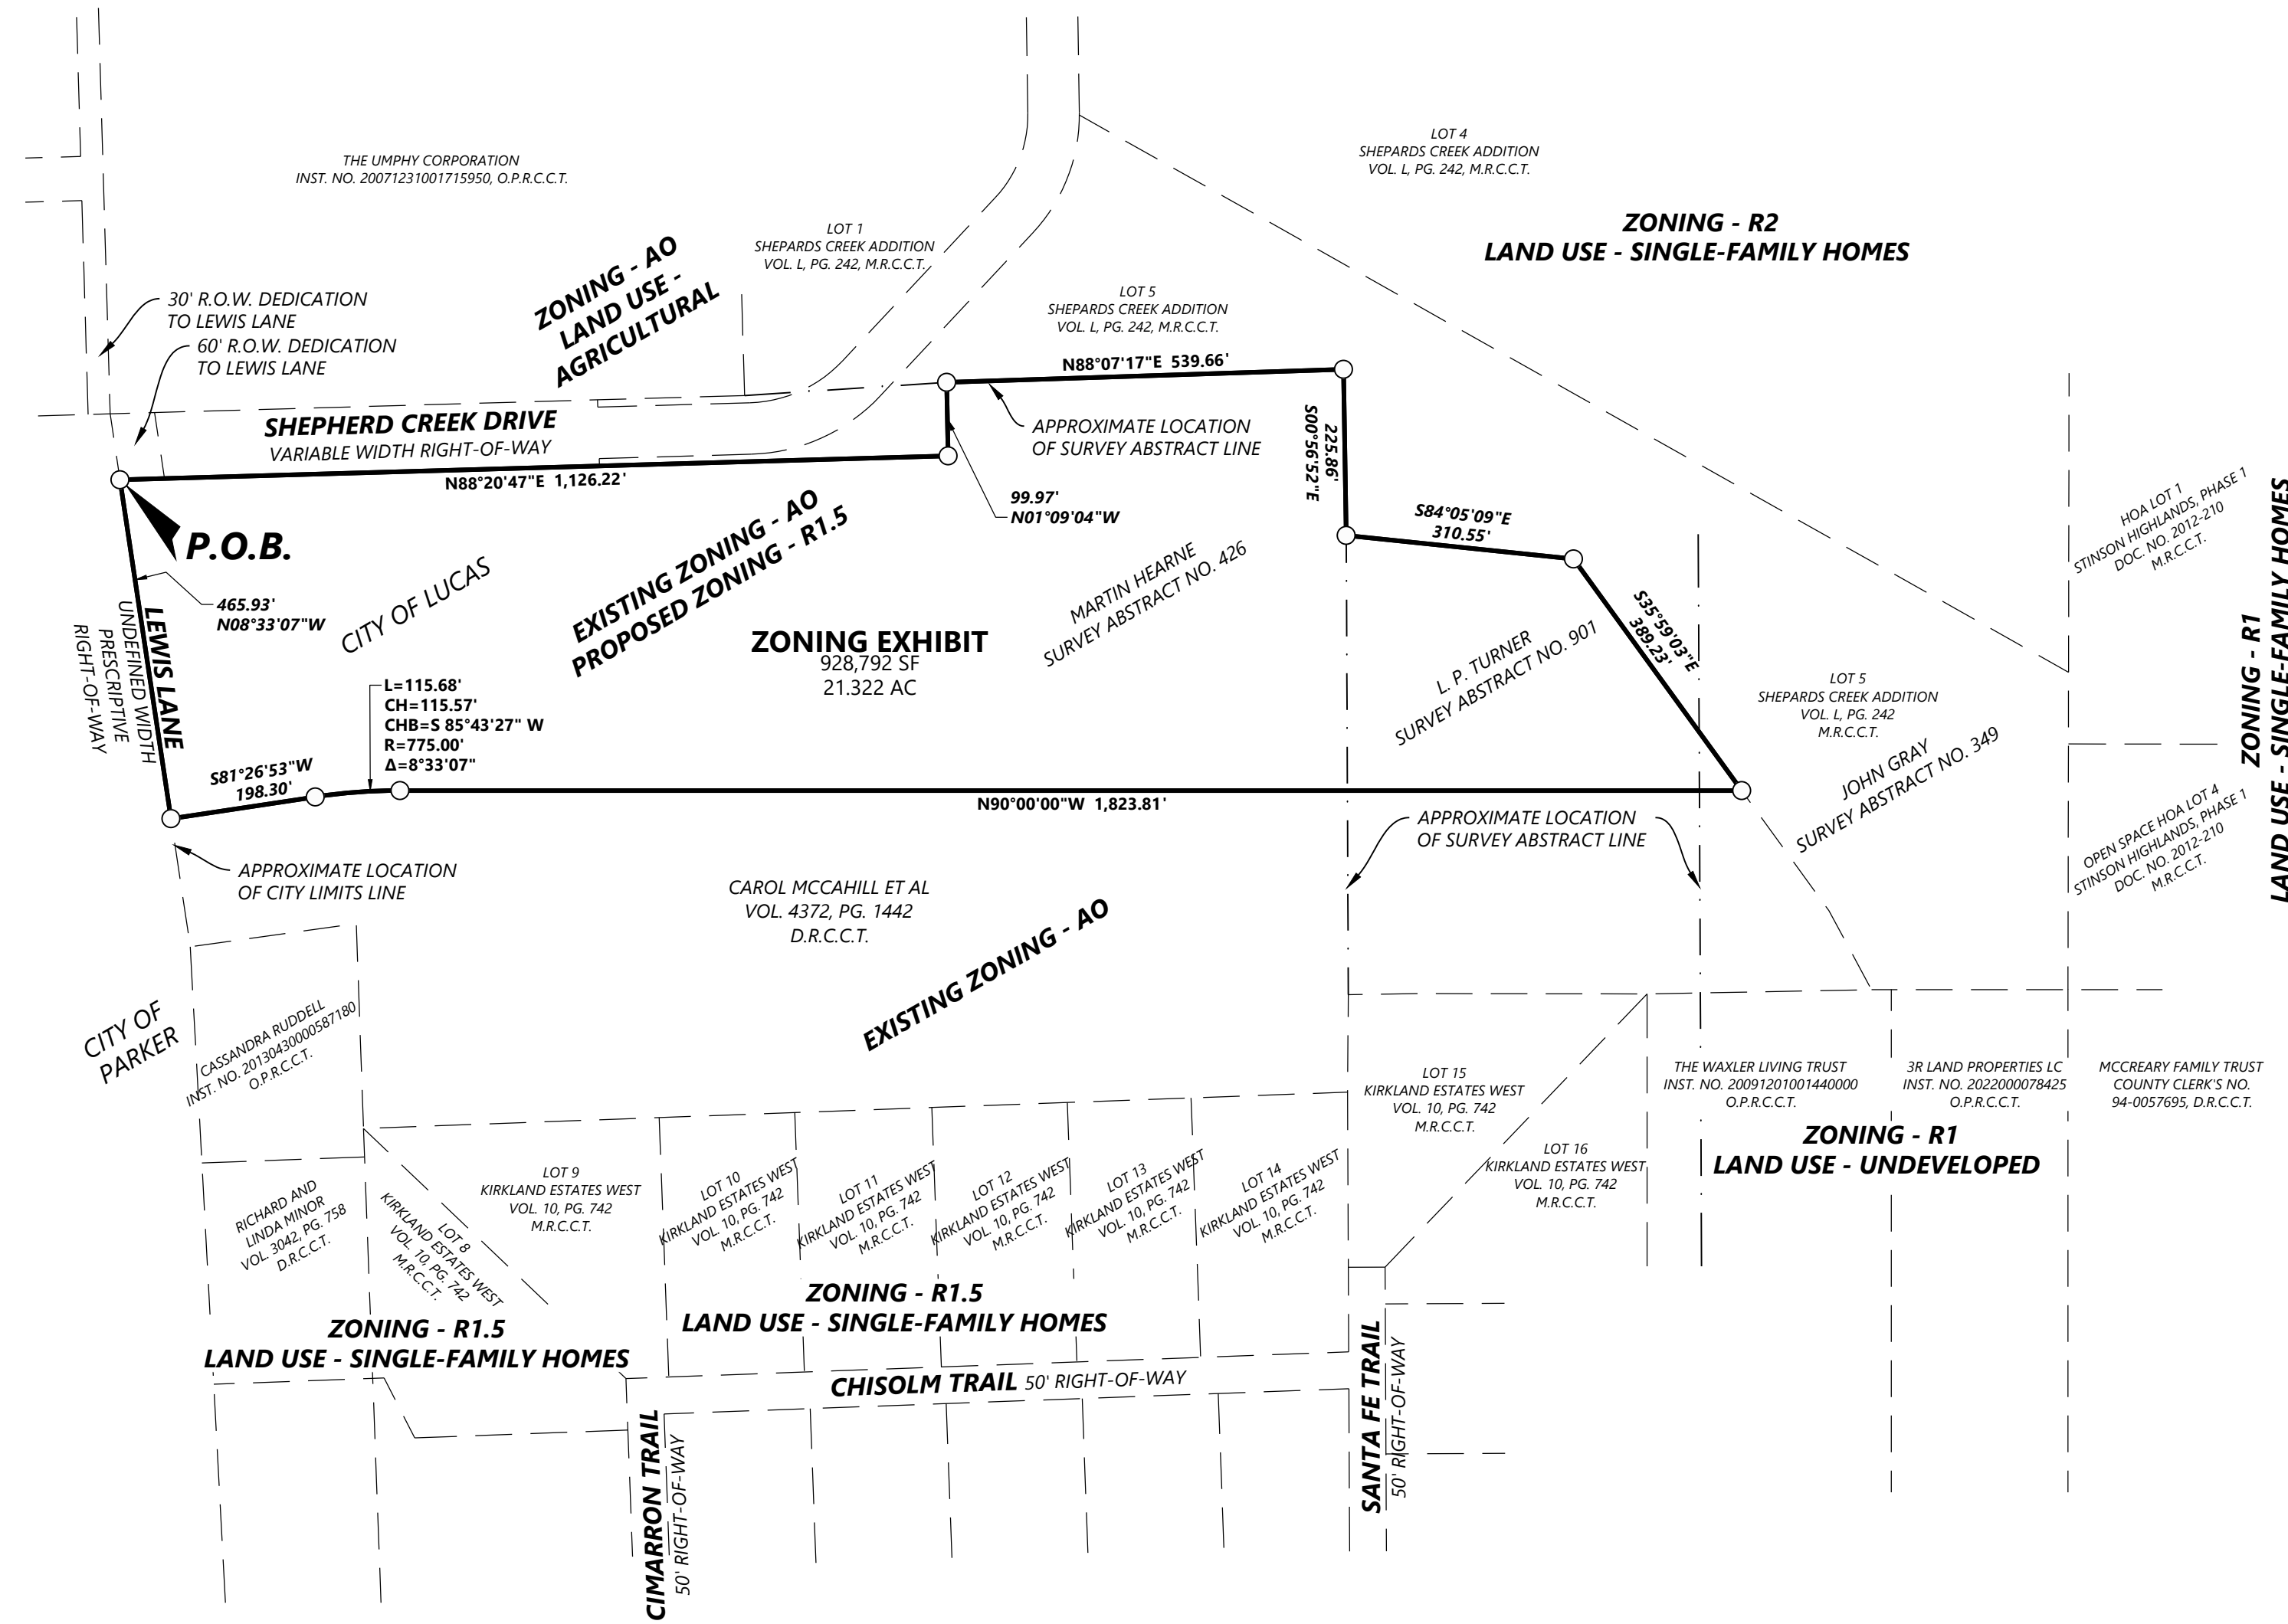 THE UMPHY CORPORATION
INST. NO. 20071231001715950, O.P.R.C.C.T.
LOT 4
SHEPARDS CREEK ADDITION
VOL. L, PG. 242, M.R.C.C.T.
ZONING - R2
LAND USE - SINGLE-FAMILY HOMES
LOT 1
SHEPARDS CREEK ADDITION
VOL. L, PG. 242, M.R.C.C.T.
ZONING - AO
LAND USE -
AGRICULTURAL
30' R.O.W. DEDICATION
TO LEWIS LANE
60' R.O.W. DEDICATION
TO LEWIS LANE
LOT 5
SHEPARDS CREEK ADDITION
VOL. L, PG. 242, M.R.C.C.T.
N88°07'17"E 539.66'
SHEPHERD CREEK DRIVE
VARIABLE WIDTH RIGHT-OF-WAY
N88°20'47"E 1,126.22'
APPROXIMATE LOCATION
OF SURVEY ABSTRACT LINE
225.86'
S00°56'52"E
99.97'
N01°09'04"W
S84°05'09"E
310.55'
P.O.B.
465.93'
N08°33'07"W
LEWIS LANE
UNDEFINED WIDTH
PRESCRIPTIVE
RIGHT-OF-WAY
CITY OF LUCAS
EXISTING ZONING - AO
PROPOSED ZONING - R1.5
ZONING EXHIBIT
928,792 SF
21.322 AC
MARTIN HEARNE
SURVEY ABSTRACT NO. 426
S35°59'03"E
389.23'
L. P. TURNER
SURVEY ABSTRACT NO. 901
LOT 5
SHEPARDS CREEK ADDITION
VOL. L, PG. 242
M.R.C.C.T.
JOHN GRAY
SURVEY ABSTRACT NO. 349
HOA LOT 1
STINSON HIGHLANDS, PHASE 1
DOC. NO. 2012-210
M.R.C.C.T.
ZONING - R1
LAND USE - SINGLE-FAMILY HOMES
OPEN SPACE HOA LOT 4
STINSON HIGHLANDS, PHASE 1
DOC. NO. 2012-210
M.R.C.C.T.
L=115.68'
CH=115.57'
CHB=S 85°43'27" W
R=775.00'
Δ=8°33'07"
S81°26'53"W
198.30'
N90°00'00"W 1,823.81'
APPROXIMATE LOCATION
OF SURVEY ABSTRACT LINE
APPROXIMATE LOCATION
OF CITY LIMITS LINE
CAROL MCCAHILL ET AL
VOL. 4372, PG. 1442
D.R.C.C.T.
EXISTING ZONING - AO
CITY OF
PARKER
CASSANDRA RUDDELL
INST. NO. 20130430000587180
O.P.R.C.C.T.
RICHARD AND
LINDA MINOR
VOL. 3042, PG. 758
D.R.C.C.T.
LOT 8
KIRKLAND ESTATES WEST
VOL. 10, PG. 742
M.R.C.C.T.
LOT 9
KIRKLAND ESTATES WEST
VOL. 10, PG. 742
M.R.C.C.T.
LOT 10
KIRKLAND ESTATES WEST
VOL. 10, PG. 742
M.R.C.C.T.
LOT 11
KIRKLAND ESTATES WEST
VOL. 10, PG. 742
M.R.C.C.T.
LOT 12
KIRKLAND ESTATES WEST
VOL. 10, PG. 742
M.R.C.C.T.
LOT 13
KIRKLAND ESTATES WEST
VOL. 10, PG. 742
M.R.C.C.T.
LOT 14
KIRKLAND ESTATES WEST
VOL. 10, PG. 742
M.R.C.C.T.
LOT 15
KIRKLAND ESTATES WEST
VOL. 10, PG. 742
M.R.C.C.T.
LOT 16
KIRKLAND ESTATES WEST
VOL. 10, PG. 742
M.R.C.C.T.
THE WAXLER LIVING TRUST
INST. NO. 20091201001440000
O.P.R.C.C.T.
3R LAND PROPERTIES LC
INST. NO. 2022000078425
O.P.R.C.C.T.
MCCREARY FAMILY TRUST
COUNTY CLERK'S NO.
94-0057695, D.R.C.C.T.
ZONING - R1
LAND USE - UNDEVELOPED
ZONING - R1.5
LAND USE - SINGLE-FAMILY HOMES
ZONING - R1.5
LAND USE - SINGLE-FAMILY HOMES
CHISOLM TRAIL 50' RIGHT-OF-WAY
CIMARRON TRAIL
50' RIGHT-OF-WAY
SANTA FE TRAIL
50' RIGHT-OF-WAY